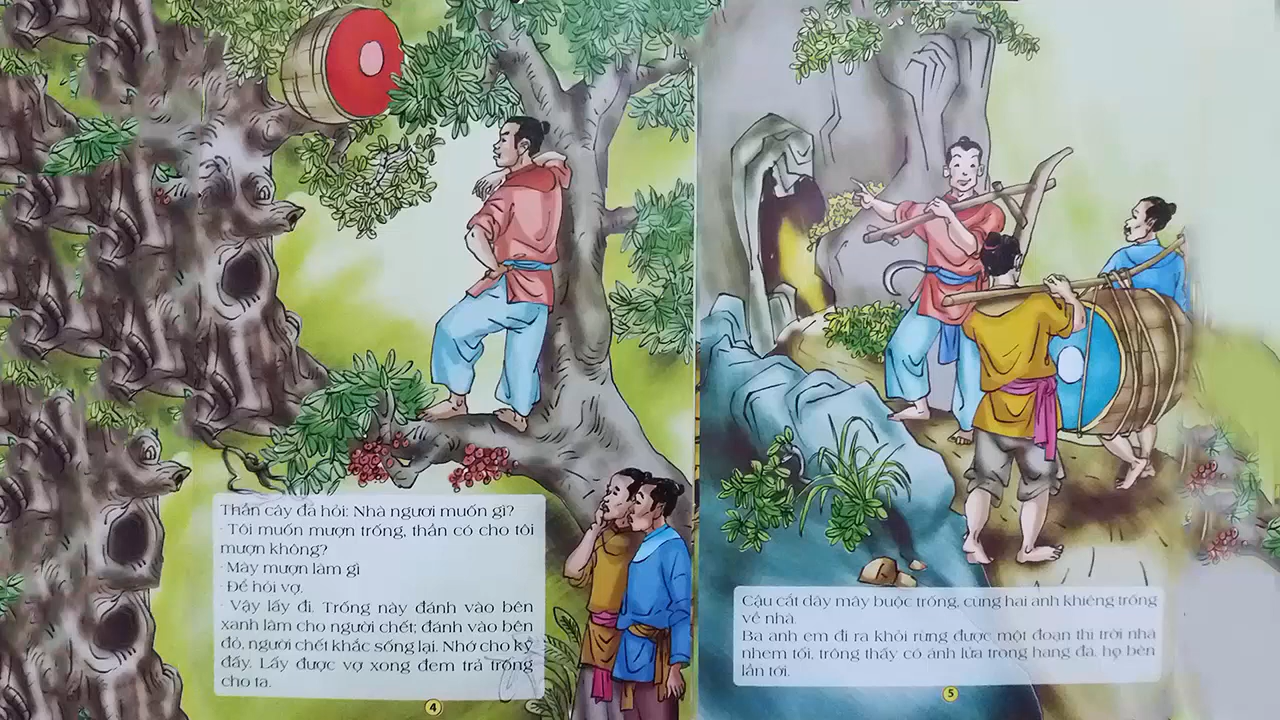 Thần cây đa hỏi: Nhà ngươi muốn gì?
- Tôi muốn mượn trống, thần có cho tôi
mượn không?
- Mày mượn làm gì
- Để hỏi vợ.
- Vậy lấy đi. Trống này đánh vào bên
xanh làm cho người chết; đánh vào bên
đỏ, người chết khắc sống lại. Nhớ cho kỹ
đấy. Lấy được vợ xong đem trả trống
cho ta.
4
Cậu cắt dây mây buộc trống, cùng hai anh khiêng trống
về nhà.
Ba anh em đi ra khỏi rừng được một đoạn thì trời nhá
nhem tối, trông thấy có ánh lửa trong hang đá, họ bèn
lần tới.
5